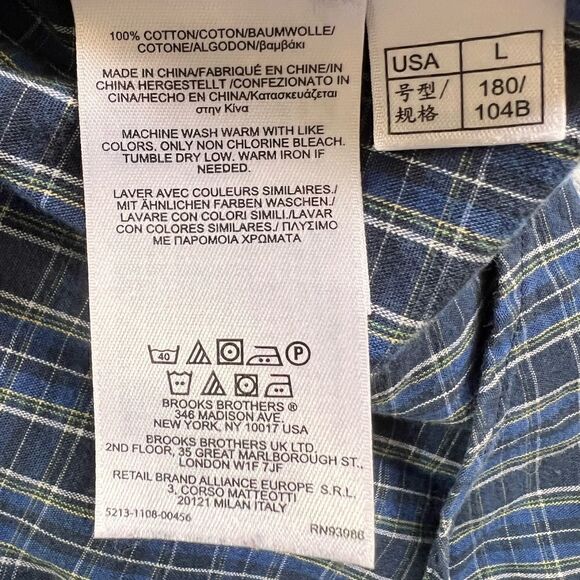 100% COTTON/COTON/BAUMWOLLE/
COTONE/ALGODON/βαμβάκι
MADE IN CHINA/FABRIQUÉ EN CHINE/IN
CHINA HERGESTELLT /CONFEZIONATO IN
CINA/HECHO EN CHINA/Κατασκευάζεται
στην Κίνα
MACHINE WASH WARM WITH LIKE
COLORS. ONLY NON CHLORINE BLEACH.
TUMBLE DRY LOW. WARM IRON IF
NEEDED.
LAVER AVEC COULEURS SIMILAIRES./
MIT ÄHNLICHEN FARBEN WASCHEN./
LAVARE CON COLORI SIMILI./LAVAR
CON COLORES SIMILARES./ ΠΛΥΣΙΜΟ
ΜΕ ΠΑΡΟΜΟΙΑ ΧΡΩΜΑΤΑ
40
P
BROOKS BROTHERS ®
346 MADISON AVE.
NEW YORK, NY 10017 USA
BROOKS BROTHERS UK LTD.
2ND FLOOR, 35 GREAT MARLBOROUGH ST.,
LONDON W1F 7JF
RETAIL BRAND ALLIANCE EUROPE S.R.L.
3, CORSO MATTEOTTI
20121 MILAN ITALY
5213-1108-00456
RN93986
USA L
号型/ 180/
规格 104B